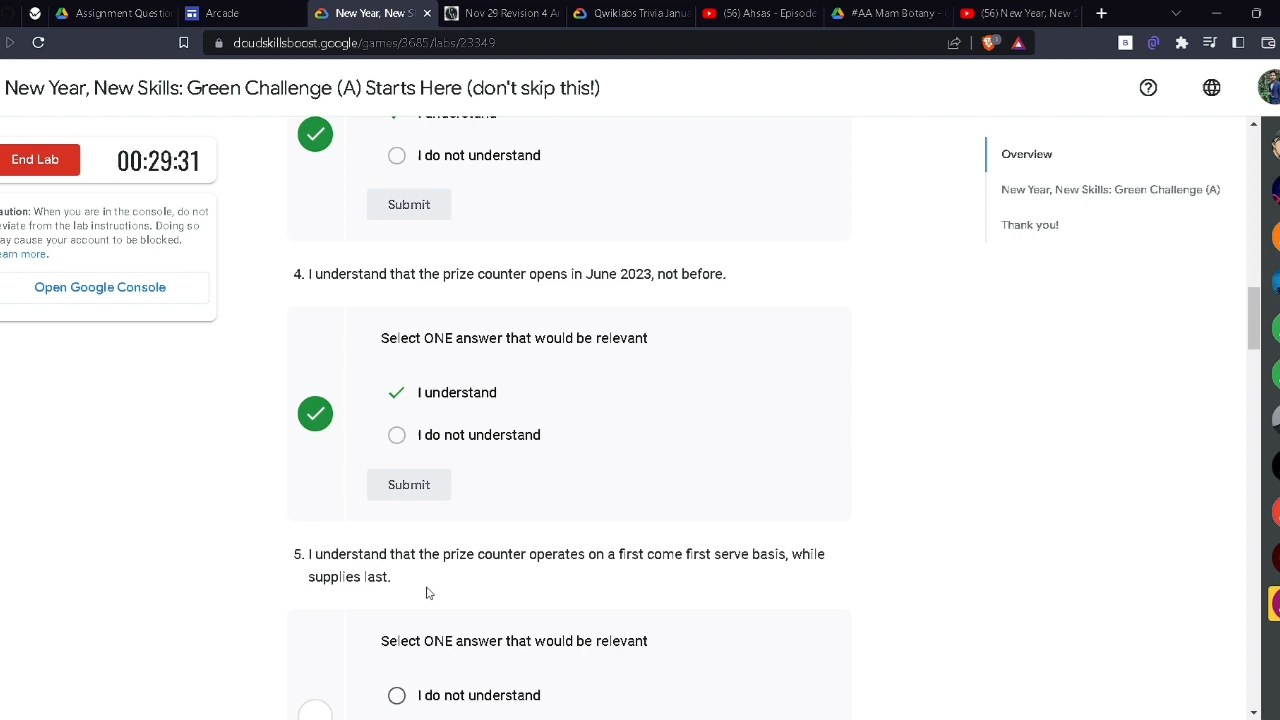 Assignment Questio
Arcade
New Year, New S
Nov 29 Revision 4 A
Qwiklabs Trivia Janua
(56) Ahsas - Episode
#AA Mam Botany -
(56) New Year, New S
cloudskillsboost.google/games/3685/labs/23349
New Year, New Skills: Green Challenge (A) Starts Here (don't skip this!)
End Lab
00:29:31
aution: When you are in the console, do not
eviate from the lab instructions. Doing so
ay cause your account to be blocked.
earn more.
Open Google Console
I understand
I do not understand
Submit
4. I understand that the prize counter opens in June 2023, not before.
Select ONE answer that would be relevant
I understand
I do not understand
Submit
5. I understand that the prize counter operates on a first come first serve basis, while
supplies last.
Select ONE answer that would be relevant
I do not understand
Overview
New Year, New Skills: Green Challenge (A)
Thank you!